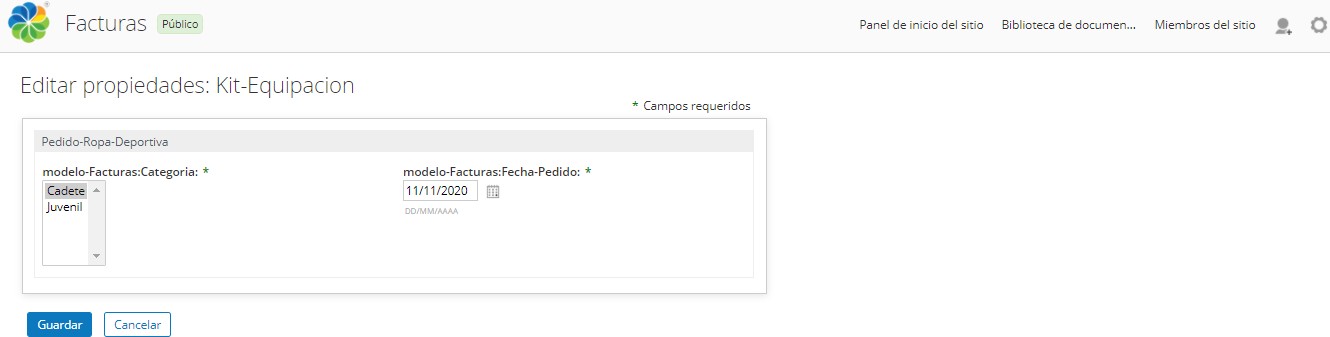 Facturas Público Panel de inicio del sitio Biblioteca de documen... Miembros del sitio
Editar propiedades: Kit-Equipacion
* Campos requeridos
Pedido-Ropa-Deportiva
modelo-Facturas:Categoria: * modelo-Facturas:Fecha-Pedido: *
Cadete 11/11/2020
Juvenil DD/MM/AAAA
Guardar Cancelar